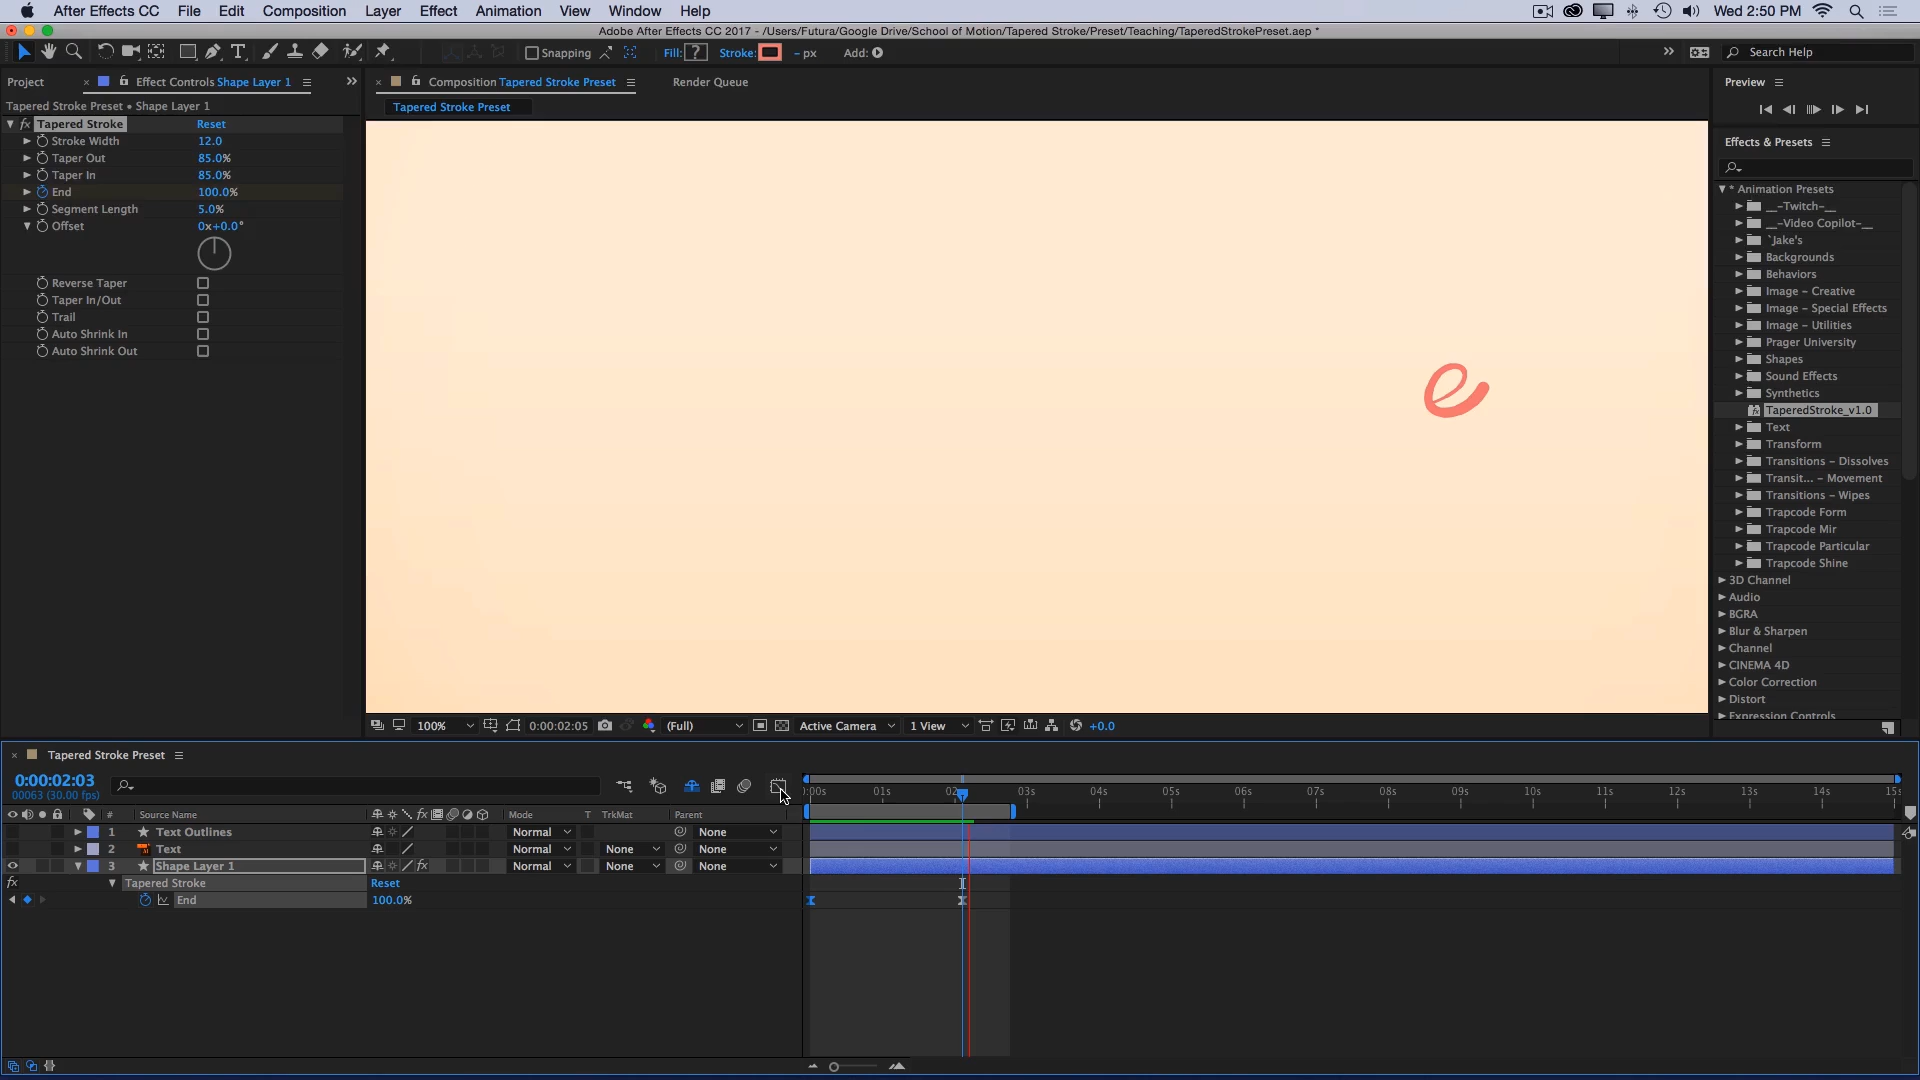 After Effects CC File Edit Composition Layer Effect Animation View Window Help Wed 2:50 PM
Adobe After Effects CC 2017 - /Users/Futura/Google Drive/School of Motion/Tapered Stroke/Preset/Teaching/TaperedStrokePreset.aep *
Snapping Fill: ? Stroke: - px Add: Search Help
Project Effect Controls Shape Layer 1 Composition Tapered Stroke Preset Render Queue Preview
Tapered Stroke Preset • Shape Layer 1 Tapered Stroke Preset
fx Tapered Stroke Reset
Stroke Width 12.0
Taper Out 85.0%
Taper In 85.0%
End 100.0%
Segment Length 5.0%
Offset 0x+0.0°
Reverse Taper
Taper In/Out
Trail
Auto Shrink In
Auto Shrink Out
e
Effects & Presets
* Animation Presets
__-Twitch-__
__-Video Copilot-__
`Jake's
Backgrounds
Behaviors
Image - Creative
Image - Special Effects
Image - Utilities
Prager University
Shapes
Sound Effects
Synthetics
TaperedStroke_v1.0
Text
Transform
Transitions - Dissolves
Transit... - Movement
Transitions - Wipes
Trapcode Form
Trapcode Mir
Trapcode Particular
Trapcode Shine
3D Channel
Audio
BGRA
Blur & Sharpen
Channel
CINEMA 4D
Color Correction
Distort
Expression Controls
100% 0:00:02:05 (Full) Active Camera 1 View +0.0
Tapered Stroke Preset
0:00:02:03
00063 (30.00 fps)
:00s 01s 02 03s 04s 05s 06s 07s 08s 09s 10s 11s 12s 13s 14s 15s
# Source Name fx Mode T TrkMat Parent
1 Text Outlines Normal None
2 Text Normal None None
3 Shape Layer 1 fx Normal None None
fx Tapered Stroke Reset
End 100.0%